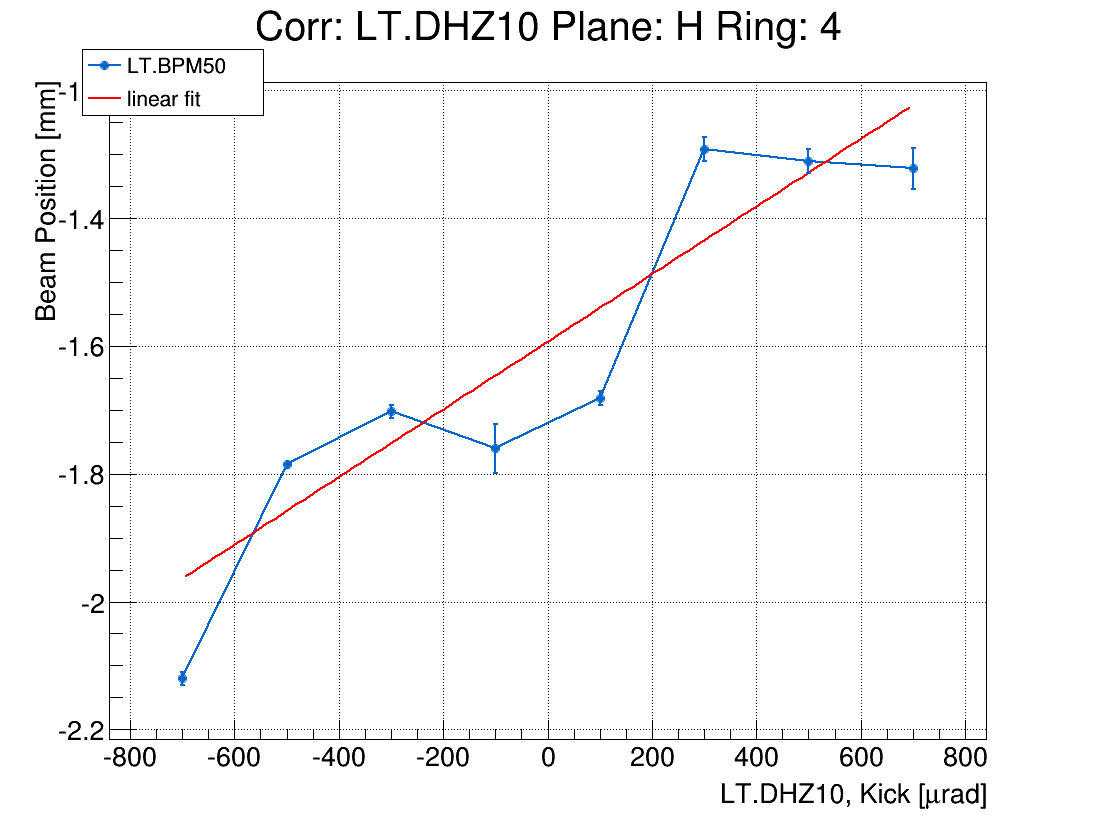 Corr: LT.DHZ10 Plane: H Ring: 4
LT.BPM50
linear fit
Beam Position [mm]
-1
-1.4
-1.6
-1.8
-2
-2.2
-800 -600 -400 -200 0 200 400 600 800
LT.DHZ10, Kick [μrad]